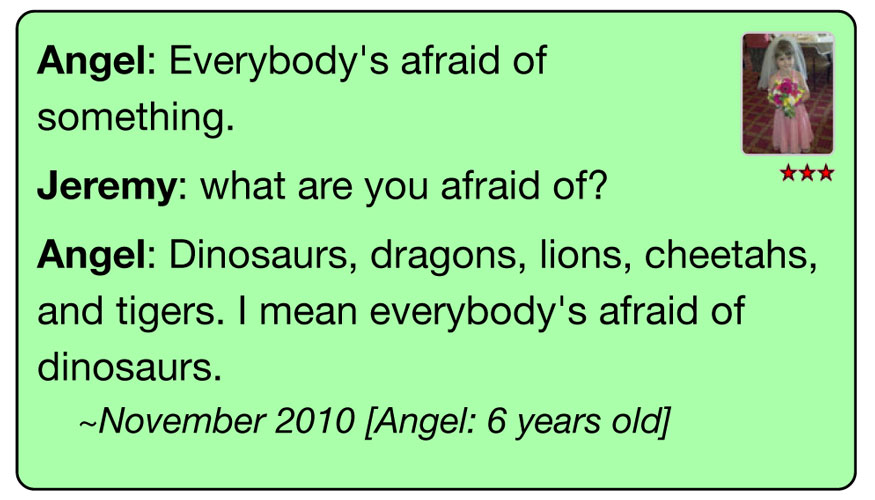 Angel: Everybody's afraid of
something.
Jeremy: what are you afraid of?
Angel: Dinosaurs, dragons, lions, cheetahs,
and tigers. I mean everybody's afraid of
dinosaurs.
~November 2010 [Angel: 6 years old]